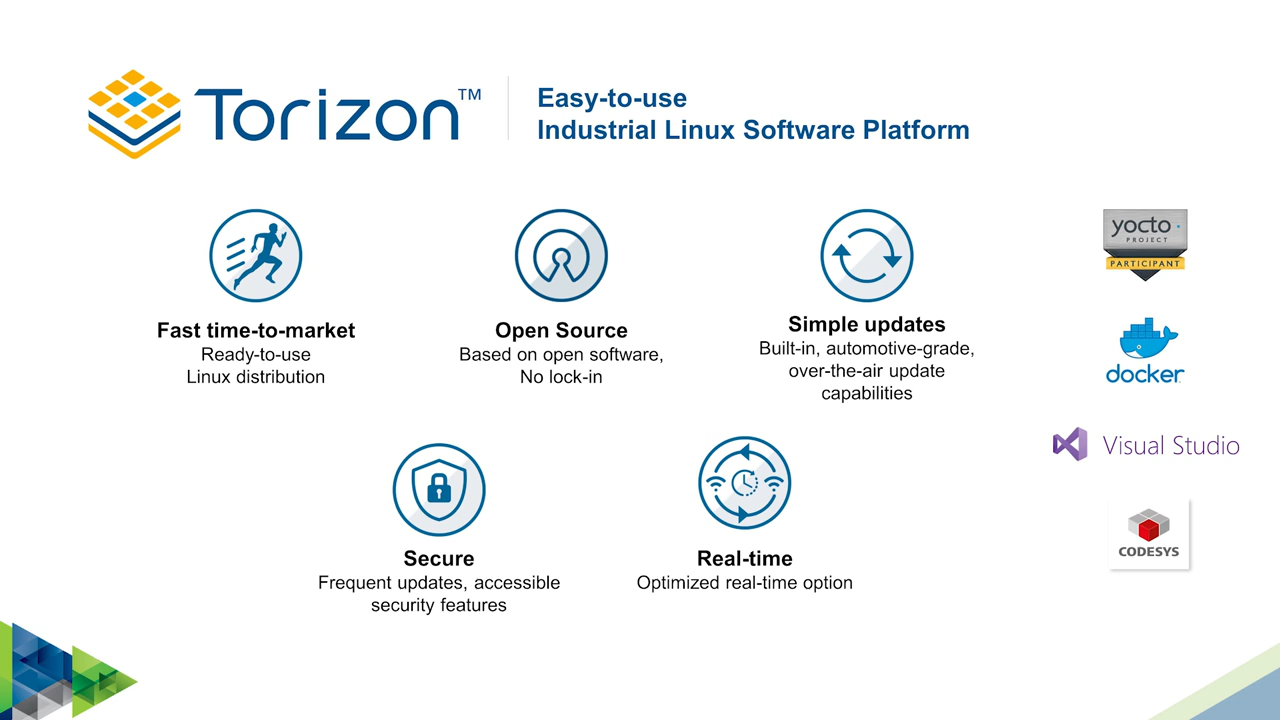 Torizon™
Easy-to-use
Industrial Linux Software Platform
Fast time-to-market
Ready-to-use
Linux distribution
Open Source
Based on open software,
No lock-in
Simple updates
Built-in, automotive-grade,
over-the-air update
capabilities
Secure
Frequent updates, accessible
security features
Real-time
Optimized real-time option
yocto
PROJECT
PARTICIPANT
docker
Visual Studio
CODESYS